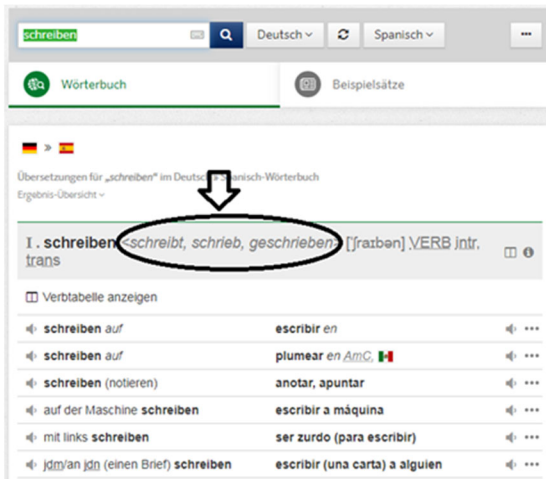 schreiben Deutsch Spanisch ...
Wörterbuch Beispielsätze
Übersetzungen für „schreiben“ im Deutsch » Spanisch-Wörterbuch
Ergebnis-Übersicht
I. schreiben <schreibt, schrieb, geschrieben> [ˈʃraɪbən] VERB intr,
trans
Verbtabelle anzeigen
schreiben auf escribir en
schreiben auf plumear en AmC,
schreiben (notieren) anotar, apuntar
auf der Maschine schreiben escribir a máquina
mit links schreiben ser zurdo (para escribir)
jdm/an jdn (einen Brief) schreiben escribir (una carta) a alguien